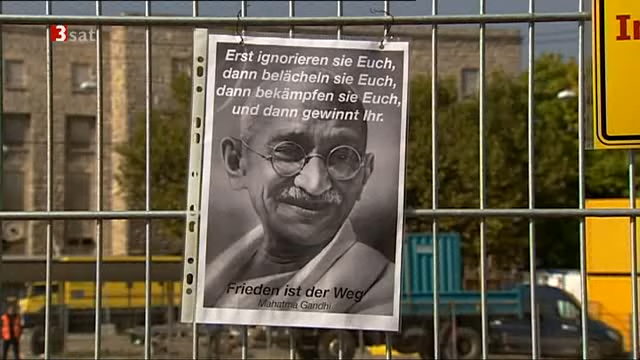 3sat
Erst ignorieren sie Euch,
dann belächeln sie Euch,
dann bekämpfen sie Euch,
und dann gewinnt Ihr.
Frieden ist der Weg
Mahatma Gandhi